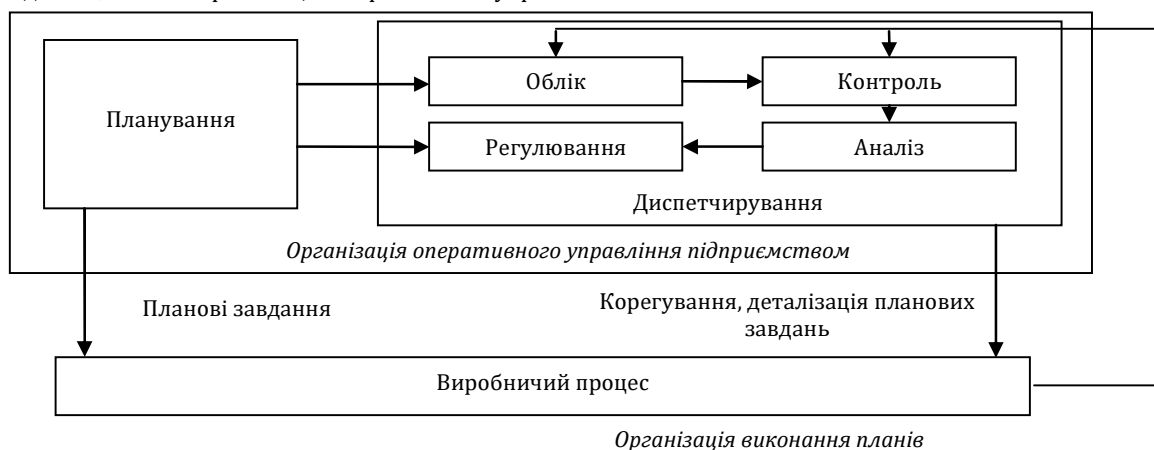 Облік
Контроль
Планування
Регулювання
Аналіз
Диспетчирування
Організація оперативного управління підприємством
Планові завдання
Корегування, деталізація планових
завдань
Виробничий процес
Організація виконання планів